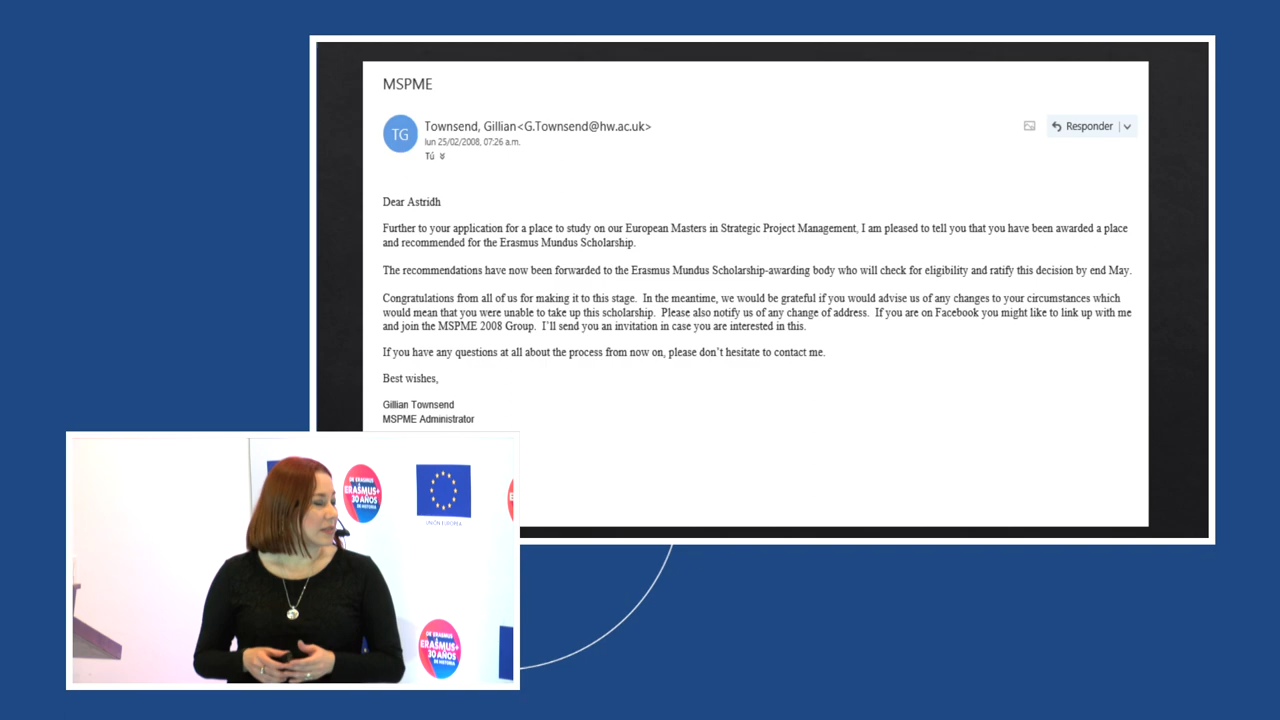 MSPME
TG
Townsend, Gillian<G.Townsend@hw.ac.uk>
lun 25/02/2008, 07:26 a.m.
Tú
Responder
Dear Astridh
Further to your application for a place to study on our European Masters in Strategic Project Management, I am pleased to tell you that you have been awarded a place
and recommended for the Erasmus Mundus Scholarship.
The recommendations have now been forwarded to the Erasmus Mundus Scholarship-awarding body who will check for eligibility and ratify this decision by end May.
Congratulations from all of us for making it to this stage. In the meantime, we would be grateful if you would advise us of any changes to your circumstances which
would mean that you were unable to take up this scholarship. Please also notify us of any change of address. If you are on Facebook you might like to link up with me
and join the MSPME 2008 Group. I'll send you an invitation in case you are interested in this.
If you have any questions at all about the process from now on, please don't hesitate to contact me.
Best wishes,
Gillian Townsend
MSPME Administrator
DE ERASMUS
ERASMUS+
30 AÑOS
DE HISTORIA
UNIÓN EUROPEA
DE ERASMUS
ERASMUS+
30 AÑOS
DE HISTORIA